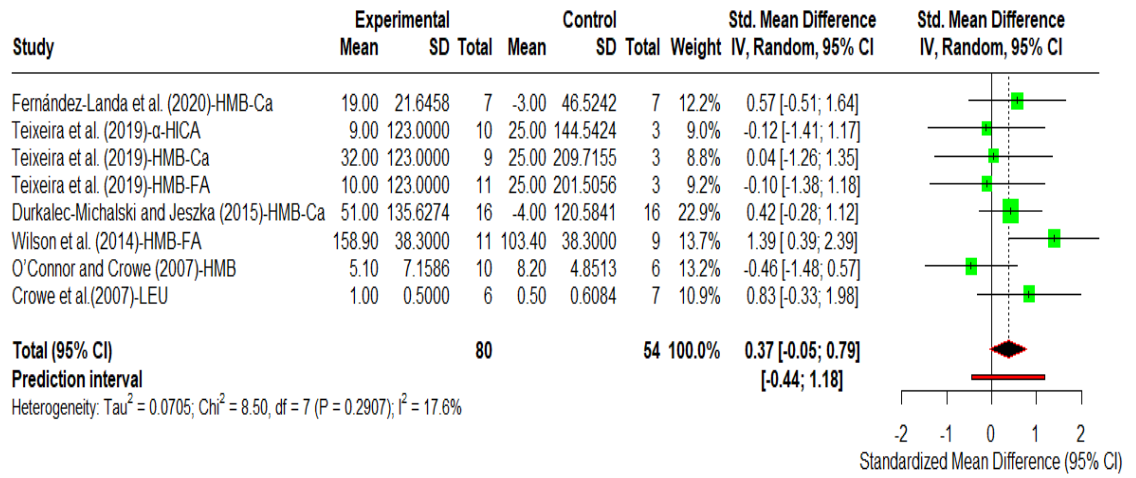 Experimental Control Std. Mean Difference Std. Mean Difference
Study Mean SD Total Mean SD Total Weight IV, Random, 95% CI IV, Random, 95% CI
Fernández-Landa et al. (2020)-HMB-Ca 19.00 21.6458 7 -3.00 46.5242 7 12.2% 0.57 [-0.51; 1.64]
Teixeira et al. (2019)-α-HICA 9.00 123.0000 10 25.00 144.5424 3 9.0% -0.12 [-1.41; 1.17]
Teixeira et al. (2019)-HMB-Ca 32.00 123.0000 9 25.00 209.7155 3 8.8% 0.04 [-1.26; 1.35]
Teixeira et al. (2019)-HMB-FA 10.00 123.0000 11 25.00 201.5056 3 9.2% -0.10 [-1.38; 1.18]
Durkalec-Michalski and Jeszka (2015)-HMB-Ca 51.00 135.6274 16 -4.00 120.5841 16 22.9% 0.42 [-0.28; 1.12]
Wilson et al. (2014)-HMB-FA 158.90 38.3000 11 103.40 38.3000 9 13.7% 1.39 [0.39; 2.39]
O'Connor and Crowe (2007)-HMB 5.10 7.1586 10 8.20 4.8513 6 13.2% -0.46 [-1.48; 0.57]
Crowe et al.(2007)-LEU 1.00 0.5000 6 0.50 0.6084 7 10.9% 0.83 [-0.33; 1.98]
Total (95% CI) 80 54 100.0% 0.37 [-0.05; 0.79]
Prediction interval [-0.44; 1.18]
Heterogeneity: Tau² = 0.0705; Chi² = 8.50, df = 7 (P = 0.2907); I² = 17.6%
-2 -1 0 1 2
Standardized Mean Difference (95% CI)